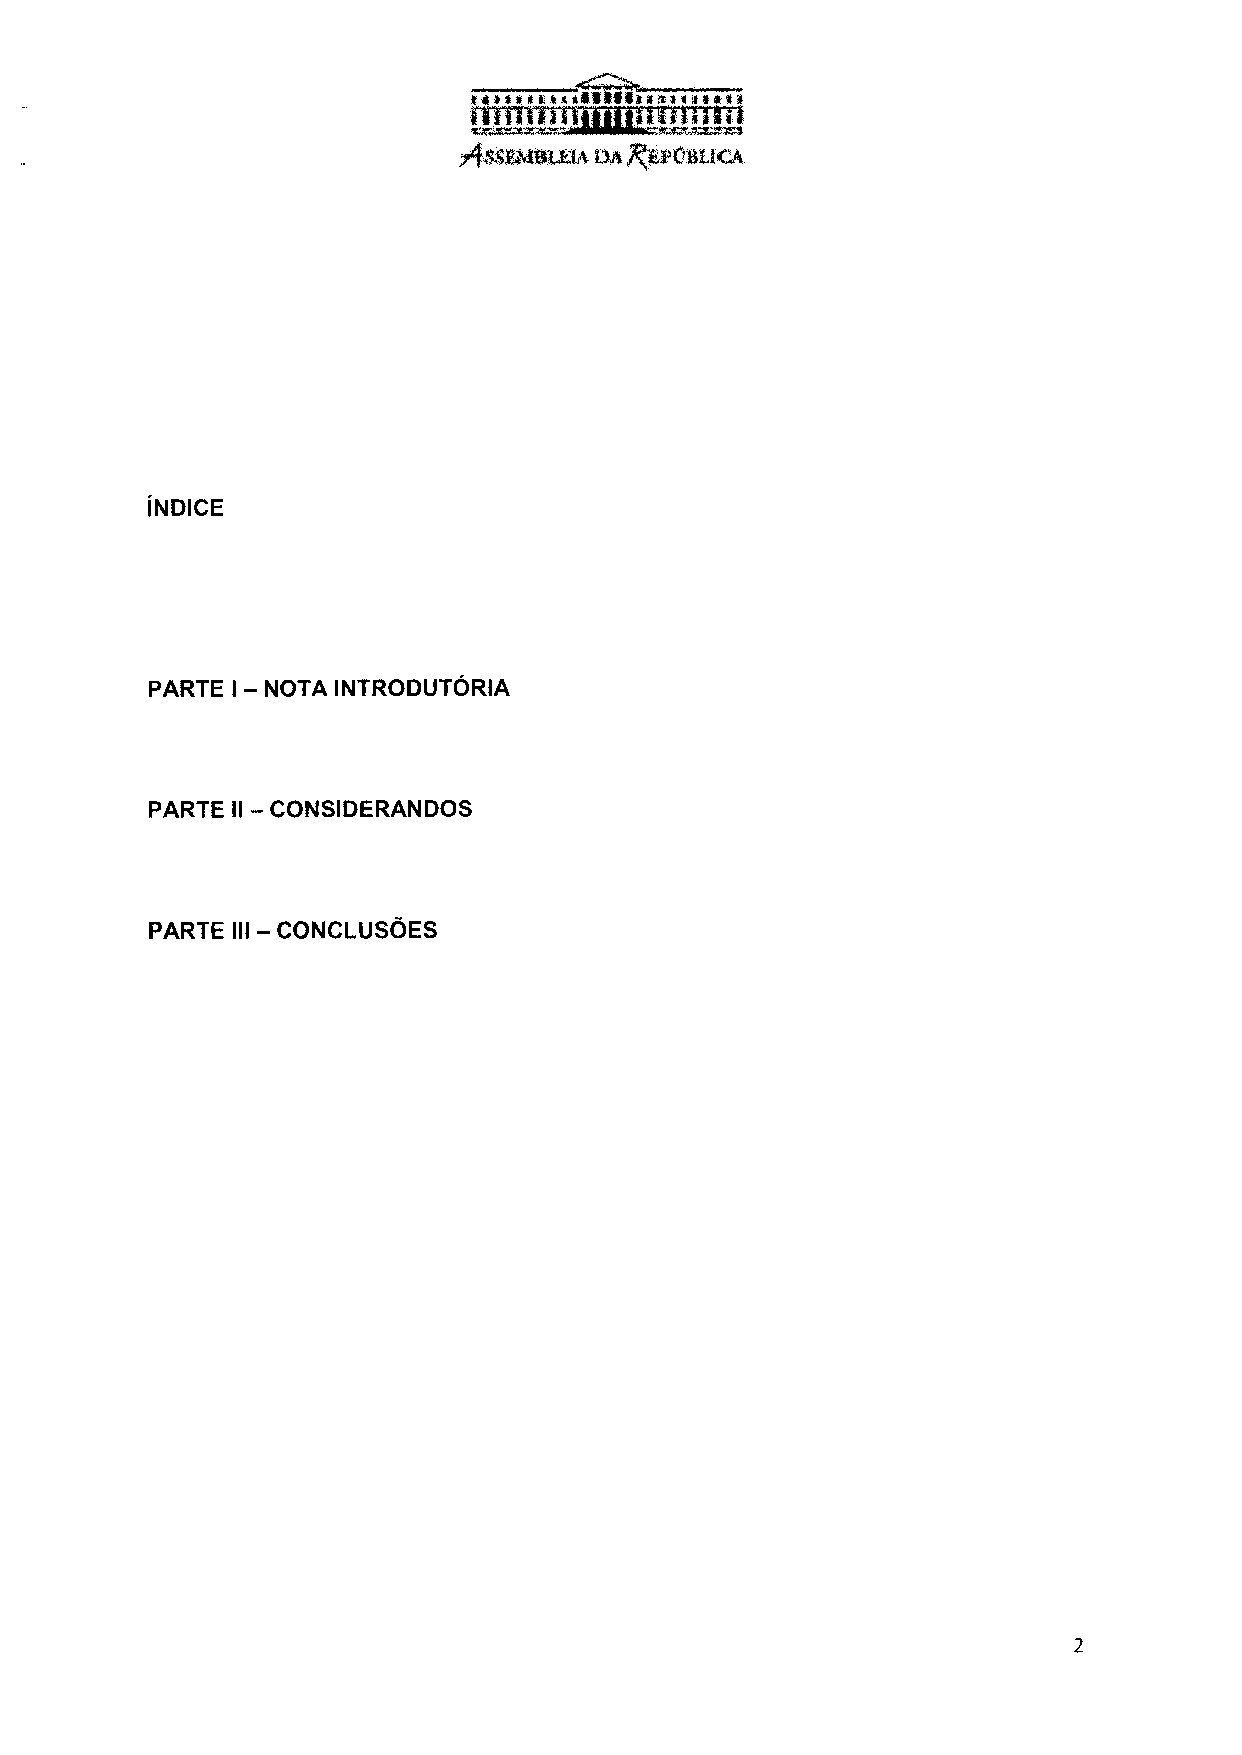 ASSEMBLEIA DA REPÚBLICA
ÍNDICE
PARTE I – NOTA INTRODUTÓRIA
PARTE II – CONSIDERANDOS
PARTE III – CONCLUSÕES
2